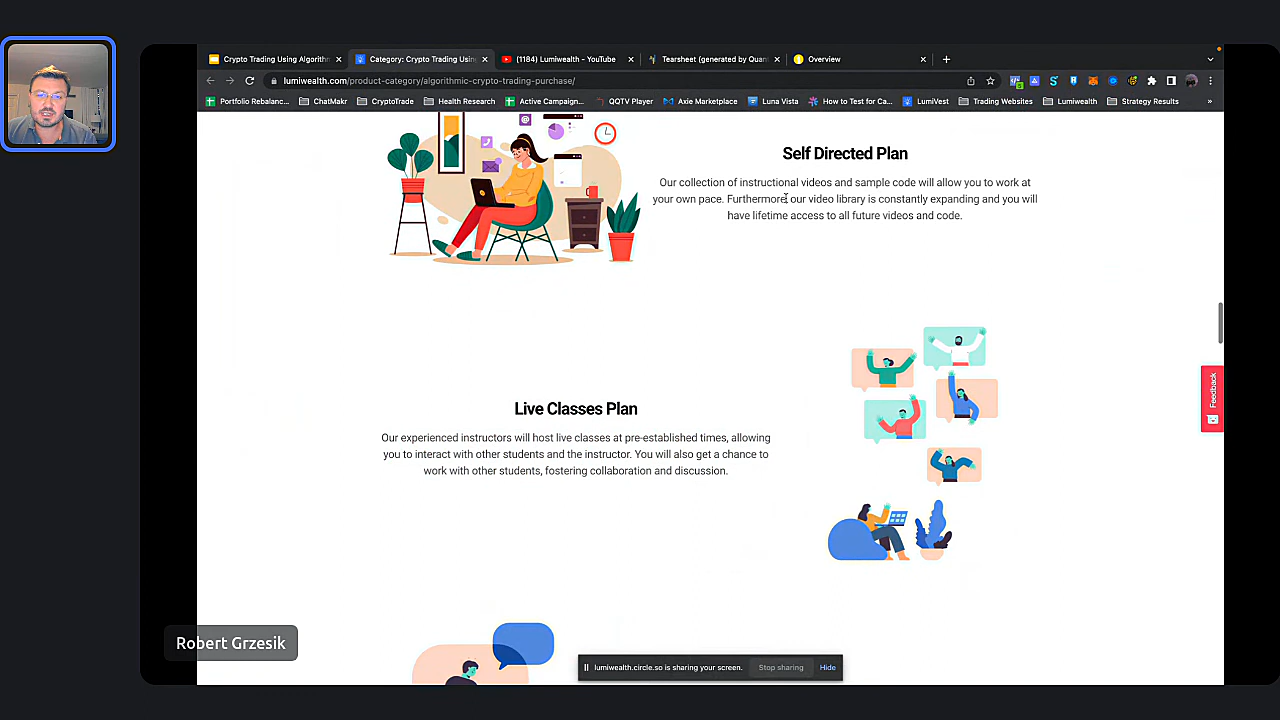 Crypto Trading Using Algorithm
Category: Crypto Trading Using
(1184) Lumiwealth - YouTube
Tearsheet (generated by Quant
Overview
lumiwealth.com/product-category/algorithmic-crypto-trading-purchase/
Portfolio Rebalanc...
ChatMakr
CryptoTrade
Health Research
Active Campaign...
QQTV Player
Axie Marketplace
Luna Vista
How to Test for Ca...
LumiVest
Trading Websites
Lumiwealth
Strategy Results
»
Self Directed Plan
Our collection of instructional videos and sample code will allow you to work at
your own pace. Furthermore, our video library is constantly expanding and you will
have lifetime access to all future videos and code.
Feedback
Live Classes Plan
Our experienced instructors will host live classes at pre-established times, allowing
you to interact with other students and the instructor. You will also get a chance to
work with other students, fostering collaboration and discussion.
Robert Grzesik
lumiwealth.circle.so is sharing your screen.
Stop sharing
Hide